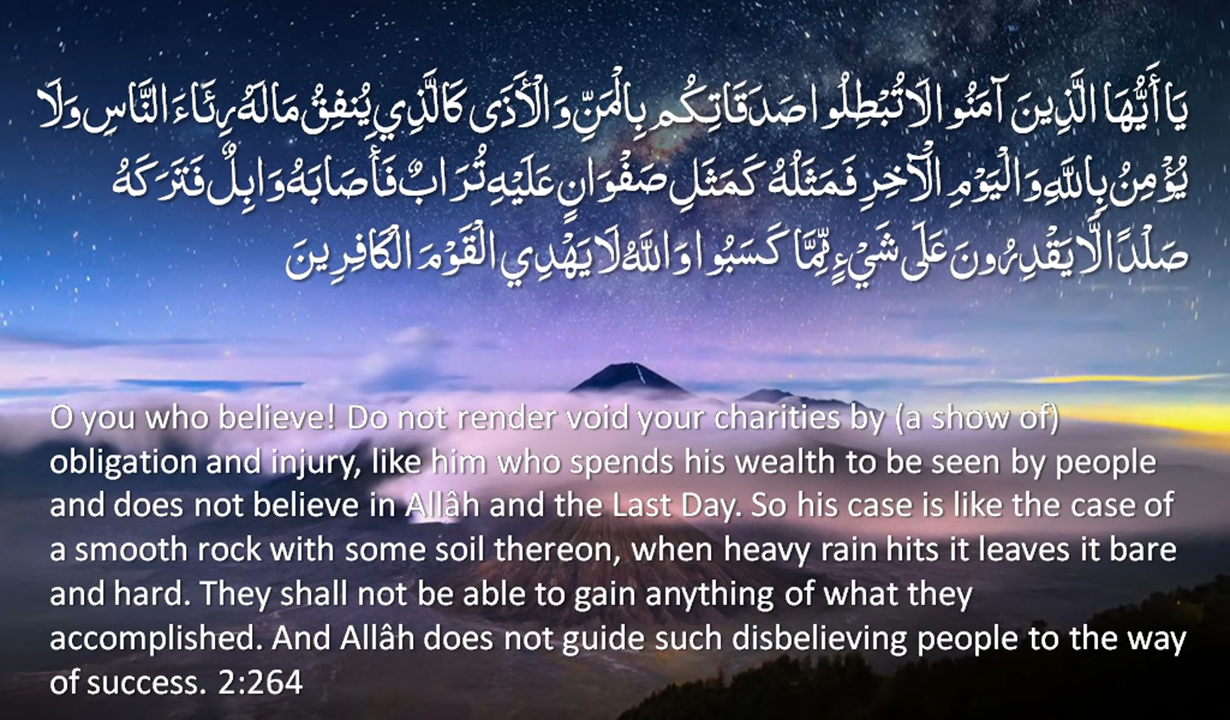 يَا أَيُّهَا الَّذِينَ آمَنُوا لَا تُبْطِلُوا صَدَقَاتِكُم بِالْمَنِّ وَالْأَذَى كَالَّذِي يُنفِقُ مَالَهُ رِئَاءَ النَّاسِ وَلَا
يُؤْمِنُ بِاللَّهِ وَالْيَوْمِ الْآخِرِ فَمَثَلُهُ كَمَثَلِ صَفْوَانٍ عَلَيْهِ تُرَابٌ فَأَصَابَهُ وَابِلٌ فَتَرَكَهُ
صَلْدًا لَّا يَقْدِرُونَ عَلَى شَيْءٍ مِّمَّا كَسَبُوا وَاللَّهُ لَا يَهْدِي الْقَوْمَ الْكَافِرِينَ
O you who believe! Do not render void your charities by (a show of)
obligation and injury, like him who spends his wealth to be seen by people
and does not believe in Allâh and the Last Day. So his case is like the case of
a smooth rock with some soil thereon, when heavy rain hits it leaves it bare
and hard. They shall not be able to gain anything of what they
accomplished. And Allâh does not guide such disbelieving people to the way
of success. 2:264